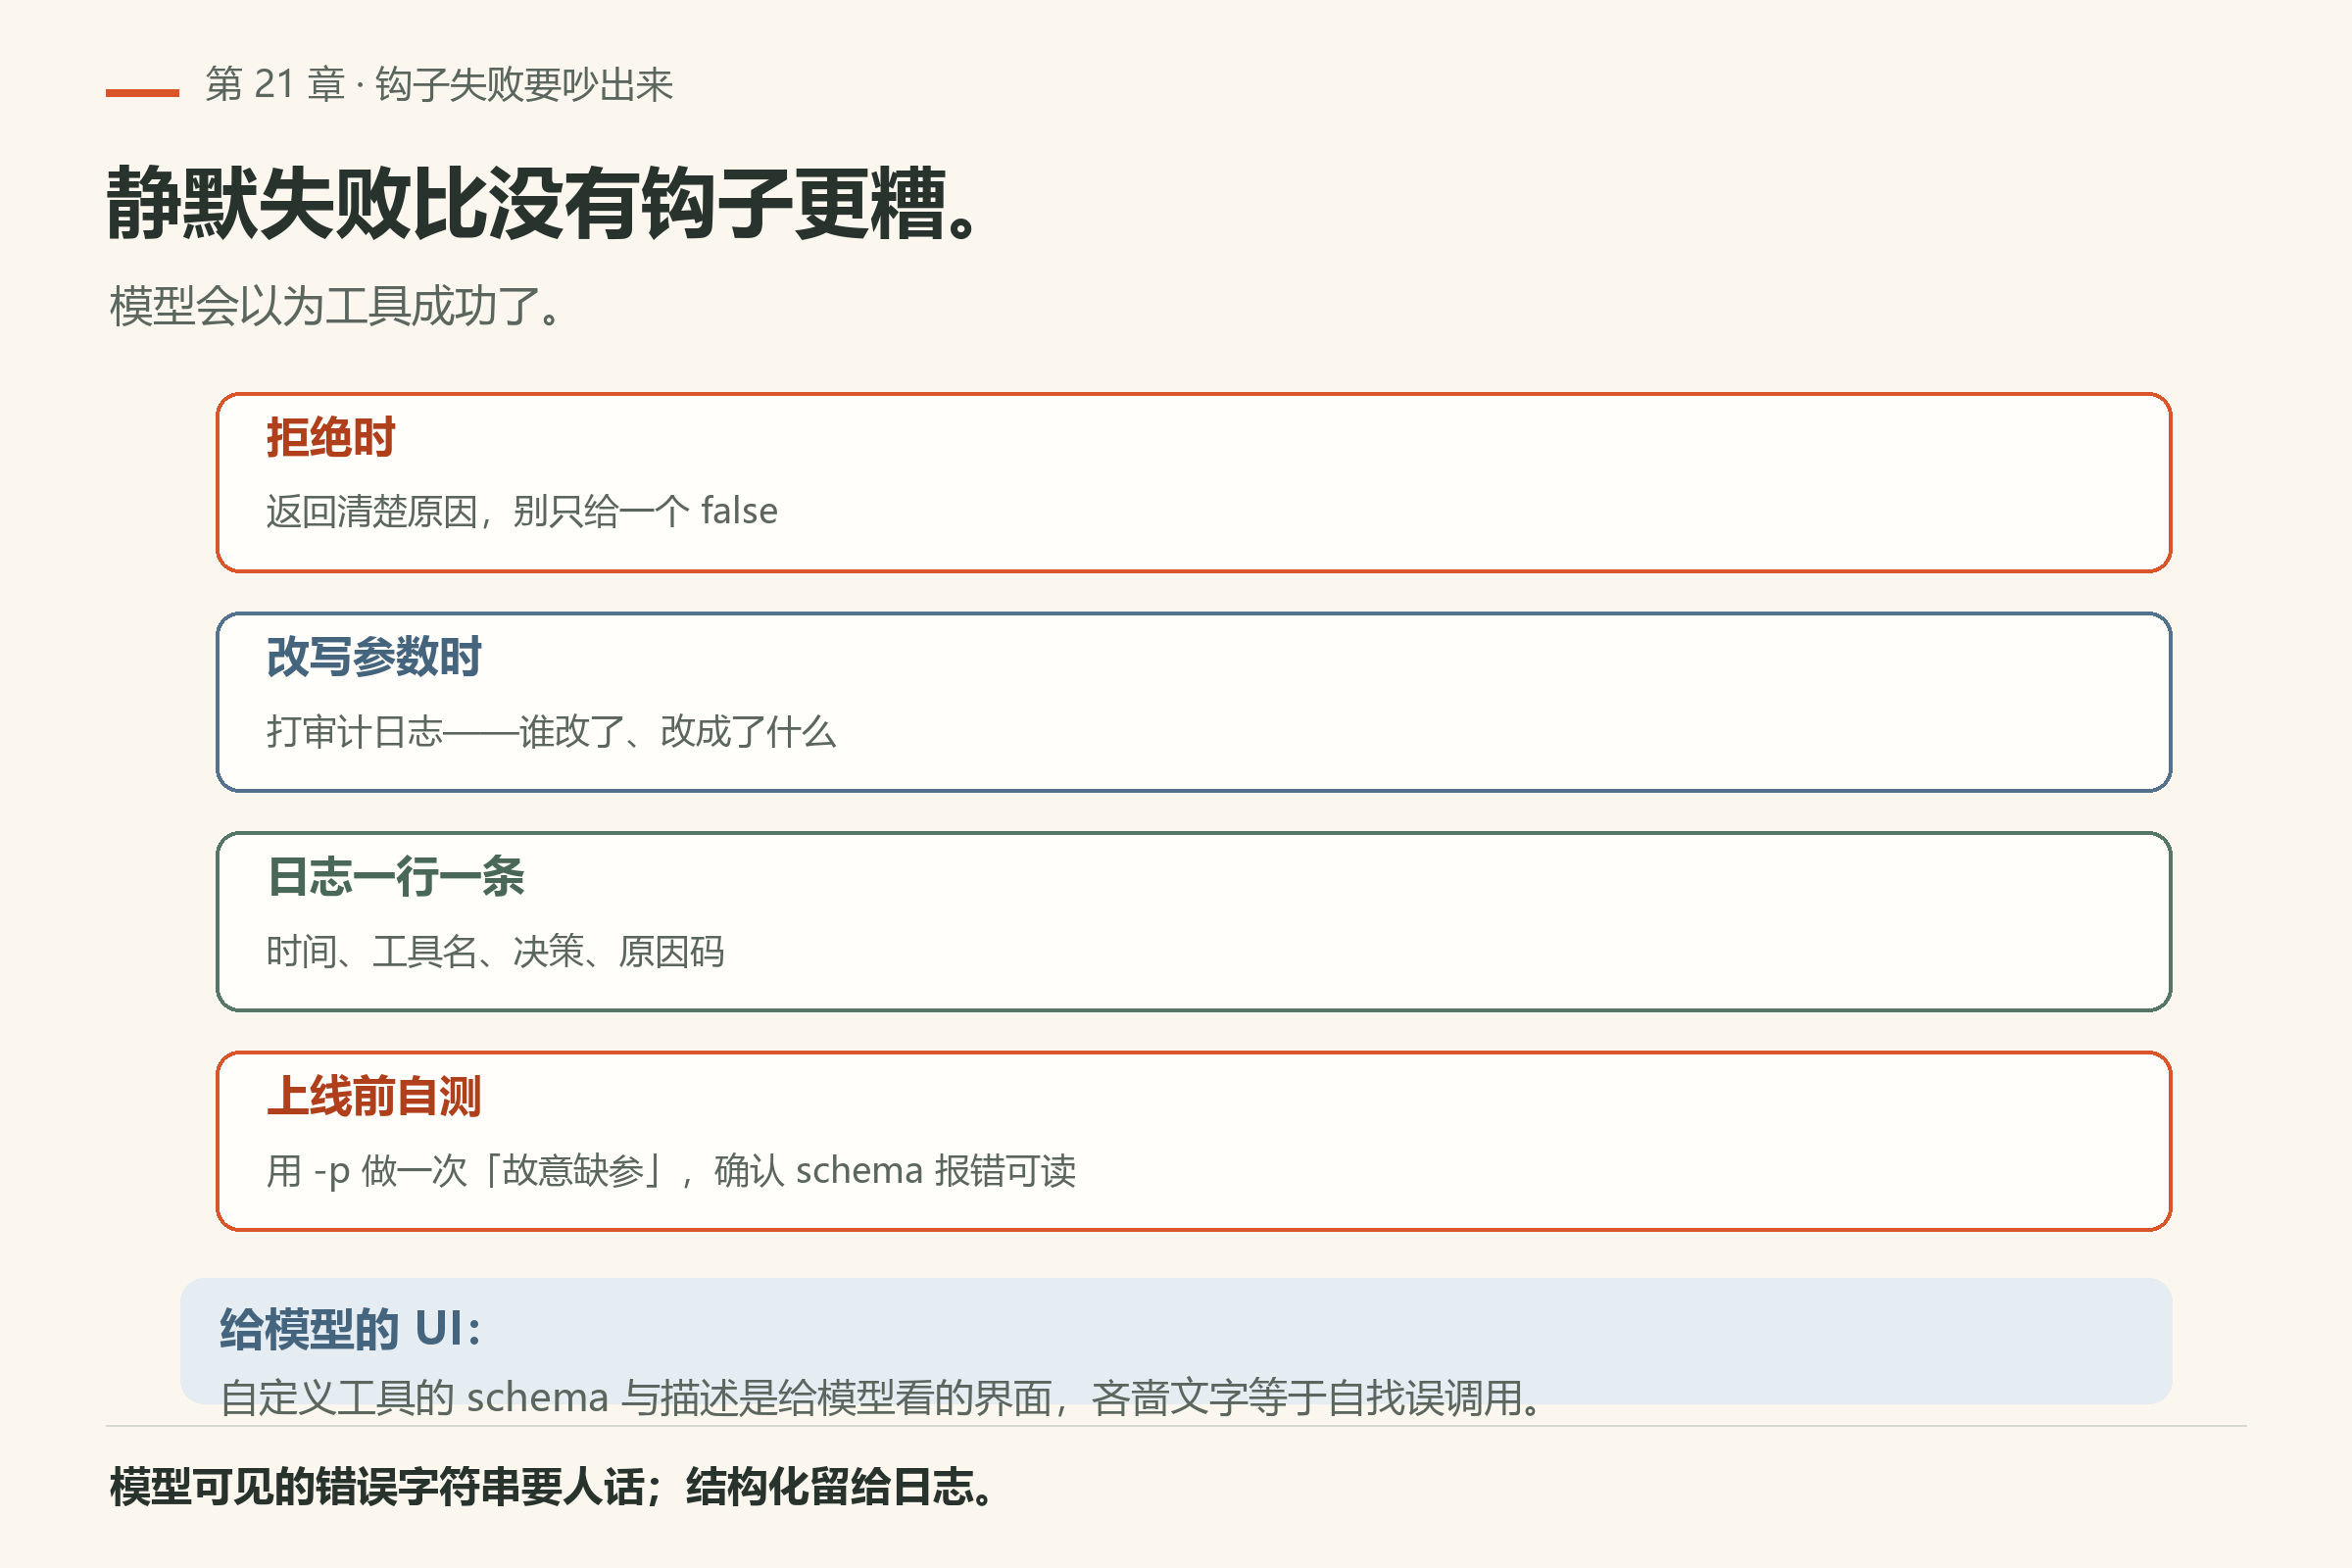 第 21 章 · 钩子失败要吵出来
静默失败比没有钩子更糟。
模型会以为工具成功了。
拒绝时
返回清楚原因，别只给一个 false
改写参数时
打审计日志——谁改了、改成了什么
日志一行一条
时间、工具名、决策、原因码
上线前自测
用 -p 做一次「故意缺参」，确认 schema 报错可读
给模型的 UI：
自定义工具的 schema 与描述是给模型看的界面，吝啬文字等于自找误调用。
模型可见的错误字符串要人话；结构化留给日志。